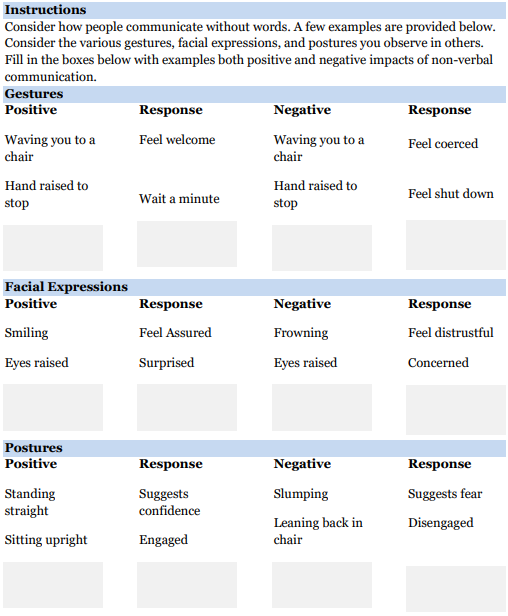 Instructions
Consider how people communicate without words. A few examples are provided below.
Consider the various gestures, facial expressions, and postures you observe in others.
Fill in the boxes below with examples both positive and negative impacts of non-verbal
communication.
Gestures
Positive Response Negative Response
Waving you to a chair Feel welcome Waving you to a chair Feel coerced
Hand raised to stop Wait a minute Hand raised to stop Feel shut down
Facial Expressions
Positive Response Negative Response
Smiling Feel Assured Frowning Feel distrustful
Eyes raised Surprised Eyes raised Concerned
Postures
Positive Response Negative Response
Standing straight Suggests confidence Slumping Suggests fear
Sitting upright Engaged Leaning back in chair Disengaged